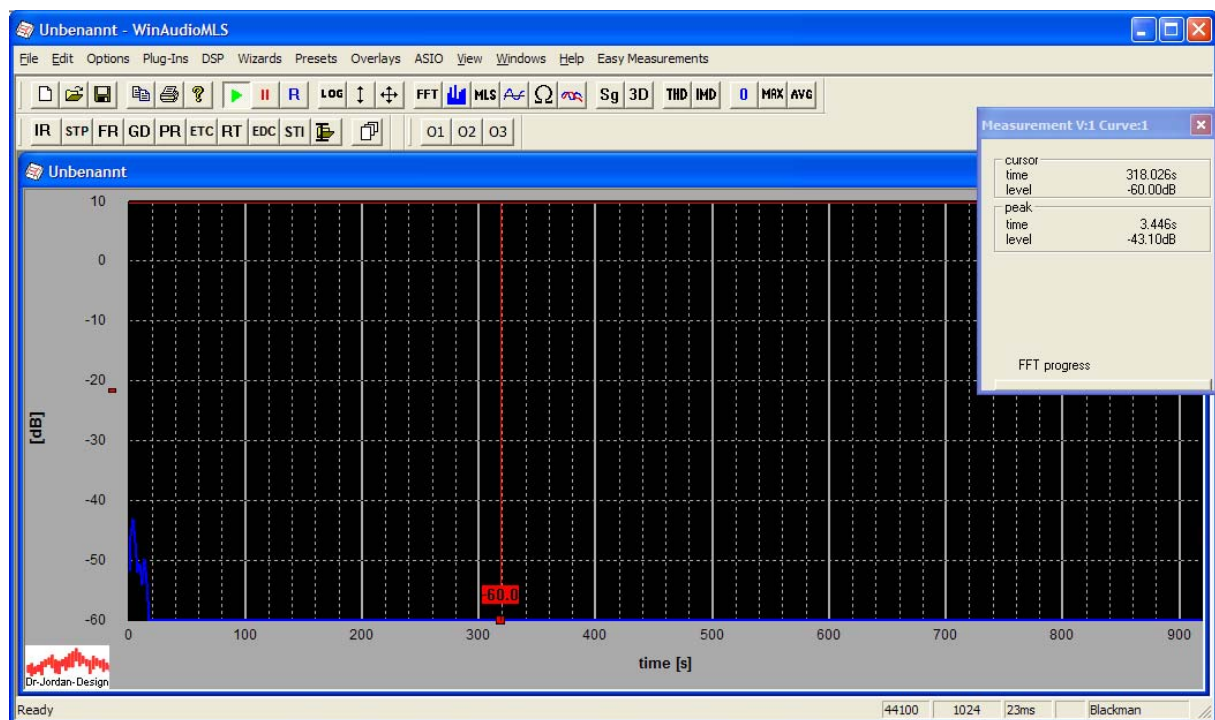 Unbenannt - WinAudioMLS
File Edit Options Plug-Ins DSP Wizards Presets Overlays ASIO View Windows Help Easy Measurements
R LOG FFT MLS Ω Sg 3D THD IMD 0 MAX AVG
IR STP FR GD PR ETC RT EDC STI O1 O2 O3
Measurement V:1 Curve:1
cursor
time 318.026s
level -60.00dB
peak
time 3.446s
level -43.10dB
FFT progress
Unbenannt
10
0
-10
-20
-30
-40
-50
-60
[dB]
-60.0
0 100 200 300 400 500 600 700 800 900
time [s]
Dr-Jordan-Design
Ready 44100 1024 23ms Blackman